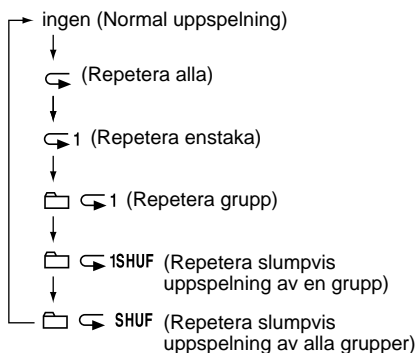 ingen (Normal uppspelning)
(Repetera alla)
1 (Repetera enstaka)
1 (Repetera grupp)
1SHUF (Repetera slumpvis
uppspelning av en grupp)
SHUF (Repetera slumpvis
uppspelning av alla grupper)